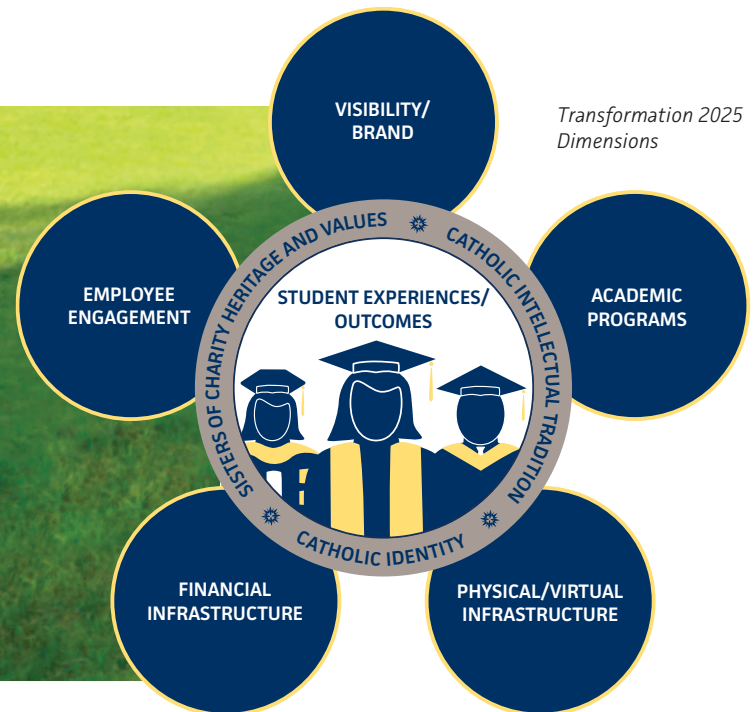 VISIBILITY/
BRAND
Transformation 2025
Dimensions
EMPLOYEE
ENGAGEMENT
ACADEMIC
PROGRAMS
SISTERS OF CHARITY HERITAGE AND VALUES
CATHOLIC INTELLECTUAL TRADITION
CATHOLIC IDENTITY
STUDENT EXPERIENCES/
OUTCOMES
FINANCIAL
INFRASTRUCTURE
PHYSICAL/VIRTUAL
INFRASTRUCTURE